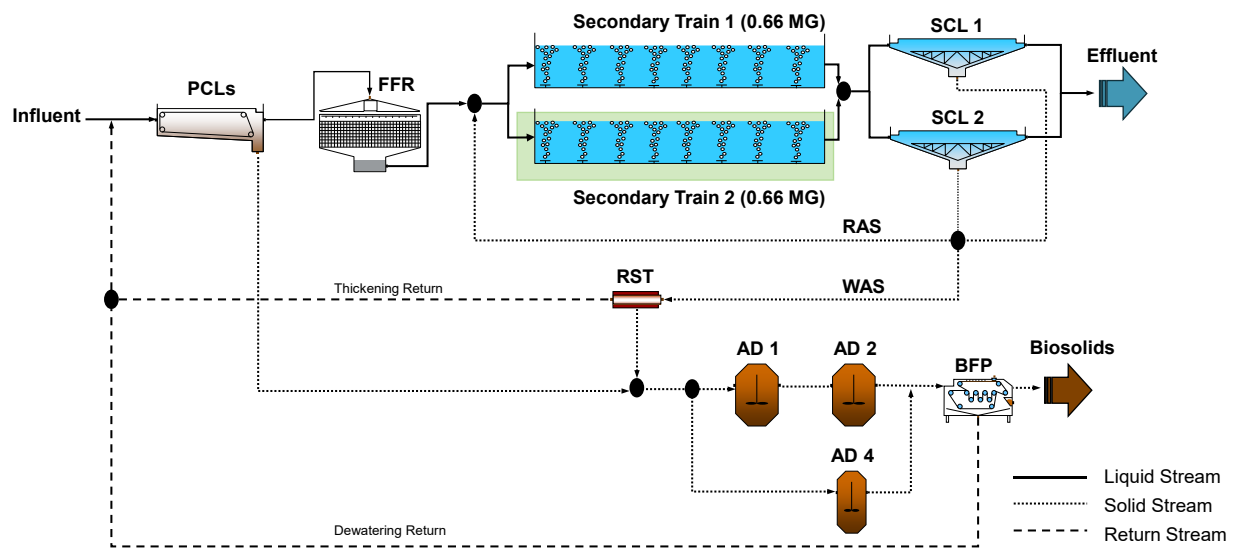 Secondary Train 1 (0.66 MG)
SCL 1
Effluent
PCLs
FFR
Influent
SCL 2
Secondary Train 2 (0.66 MG)
RAS
RST
Thickening Return
WAS
AD 1
AD 2
BFP
Biosolids
AD 4
Liquid Stream
Solid Stream
Dewatering Return
Return Stream